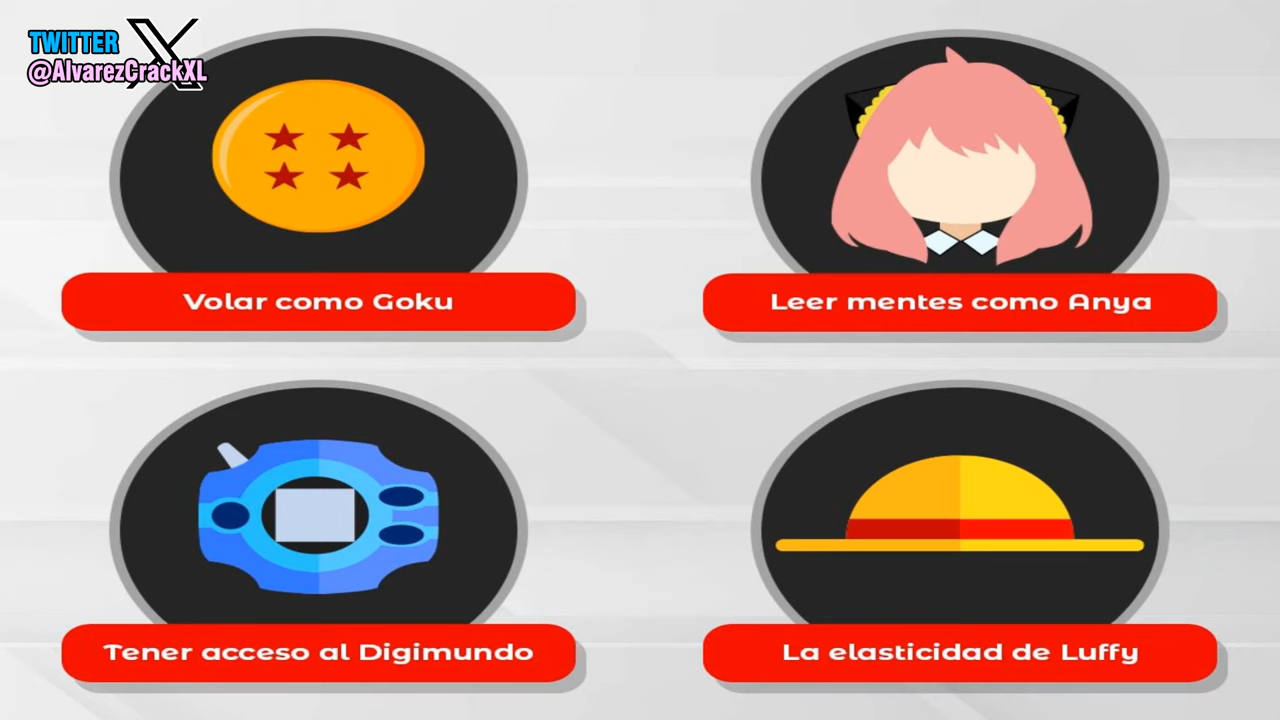 TWITTER X
@AlvarezCrackXL
Volar como Goku
Leer mentes como Anya
Tener acceso al Digimundo
La elasticidad de Luffy